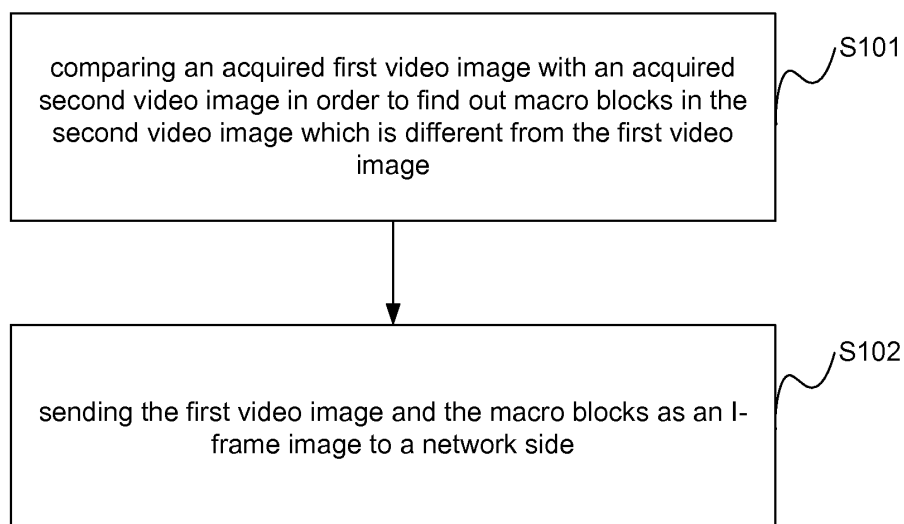 comparing an acquired first video image with an acquired
second video image in order to find out macro blocks in the
second video image which is different from the first video
image
S101
sending the first video image and the macro blocks as an I-
frame image to a network side
S102